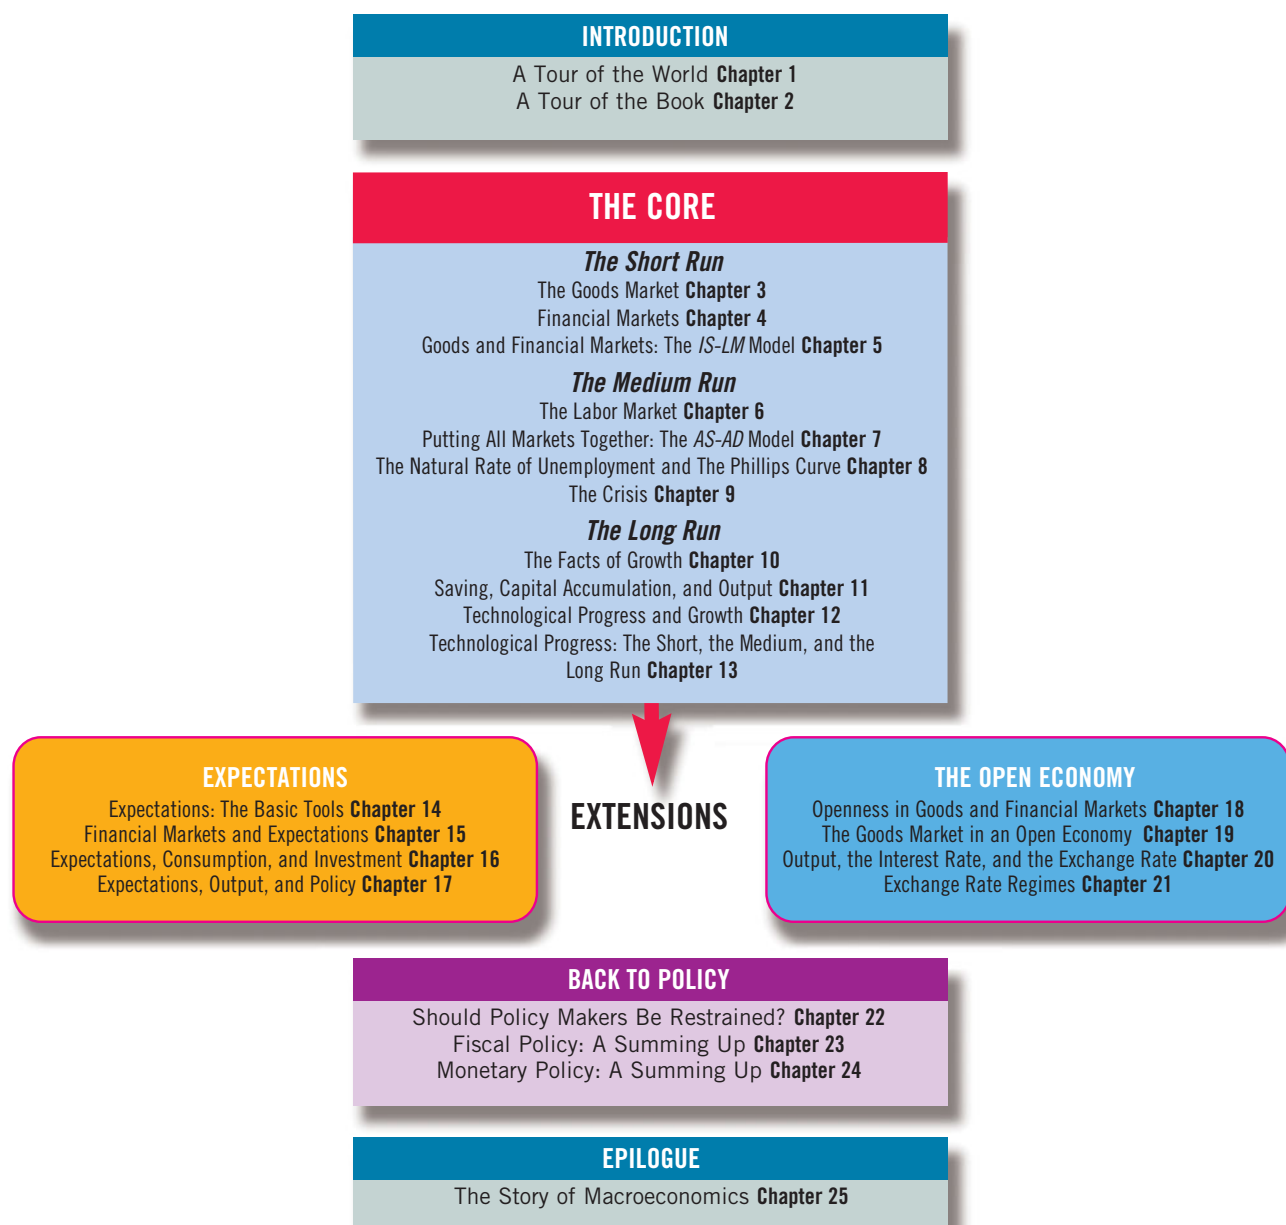 INTRODUCTION
A Tour of the World Chapter 1
A Tour of the Book Chapter 2
THE CORE
The Short Run
The Goods Market Chapter 3
Financial Markets Chapter 4
Goods and Financial Markets: The IS-LM Model Chapter 5
The Medium Run
The Labor Market Chapter 6
Putting All Markets Together: The AS-AD Model Chapter 7
The Natural Rate of Unemployment and The Phillips Curve Chapter 8
The Crisis Chapter 9
The Long Run
The Facts of Growth Chapter 10
Saving, Capital Accumulation, and Output Chapter 11
Technological Progress and Growth Chapter 12
Technological Progress: The Short, the Medium, and the
Long Run Chapter 13
EXTENSIONS
EXPECTATIONS
Expectations: The Basic Tools Chapter 14
Financial Markets and Expectations Chapter 15
Expectations, Consumption, and Investment Chapter 16
Expectations, Output, and Policy Chapter 17
THE OPEN ECONOMY
Openness in Goods and Financial Markets Chapter 18
The Goods Market in an Open Economy Chapter 19
Output, the Interest Rate, and the Exchange Rate Chapter 20
Exchange Rate Regimes Chapter 21
BACK TO POLICY
Should Policy Makers Be Restrained? Chapter 22
Fiscal Policy: A Summing Up Chapter 23
Monetary Policy: A Summing Up Chapter 24
EPILOGUE
The Story of Macroeconomics Chapter 25